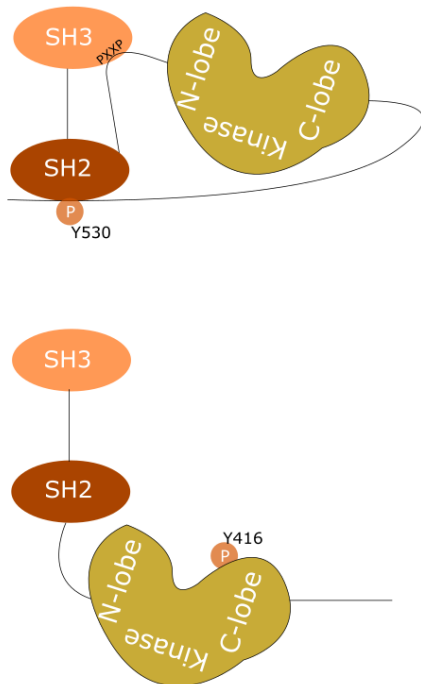 SH3
PXXP
N-lobe
C-lobe
Kinase
SH2
P
Y530
SH3
SH2
Y416
P
N-lobe
C-lobe
Kinase